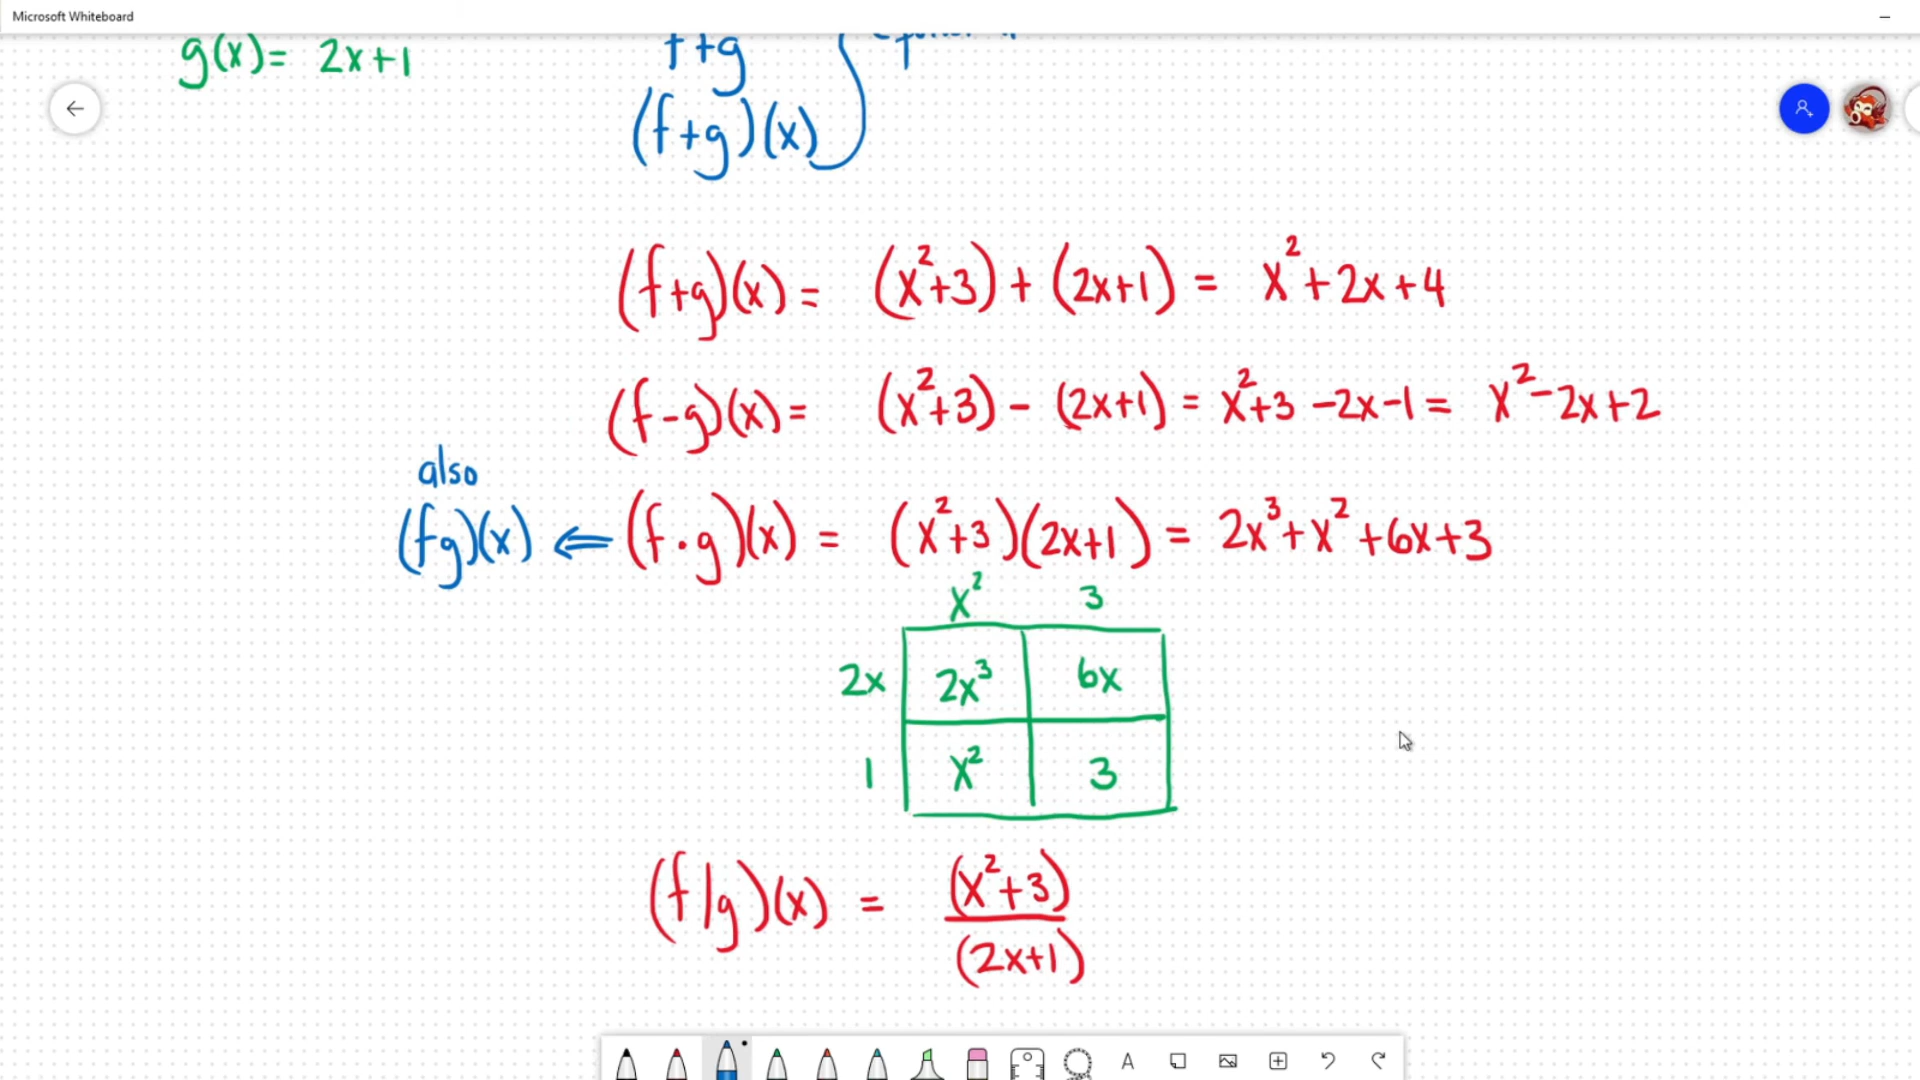 Microsoft Whiteboard
g(x)= 2x+1
f+g
(f+g)(x)
(f+g)(x) = (x²+3) + (2x+1) = x²+2x+4
(f-g)(x) = (x²+3) - (2x+1) = x²+3-2x-1 = x²-2x+2
also
(fg)(x) ⇐ (f·g)(x) = (x²+3)(2x+1) = 2x³+x²+6x+3
x² 3
2x 2x³ 6x
1 x² 3
(f/g)(x) = (x²+3)
(2x+1)
A